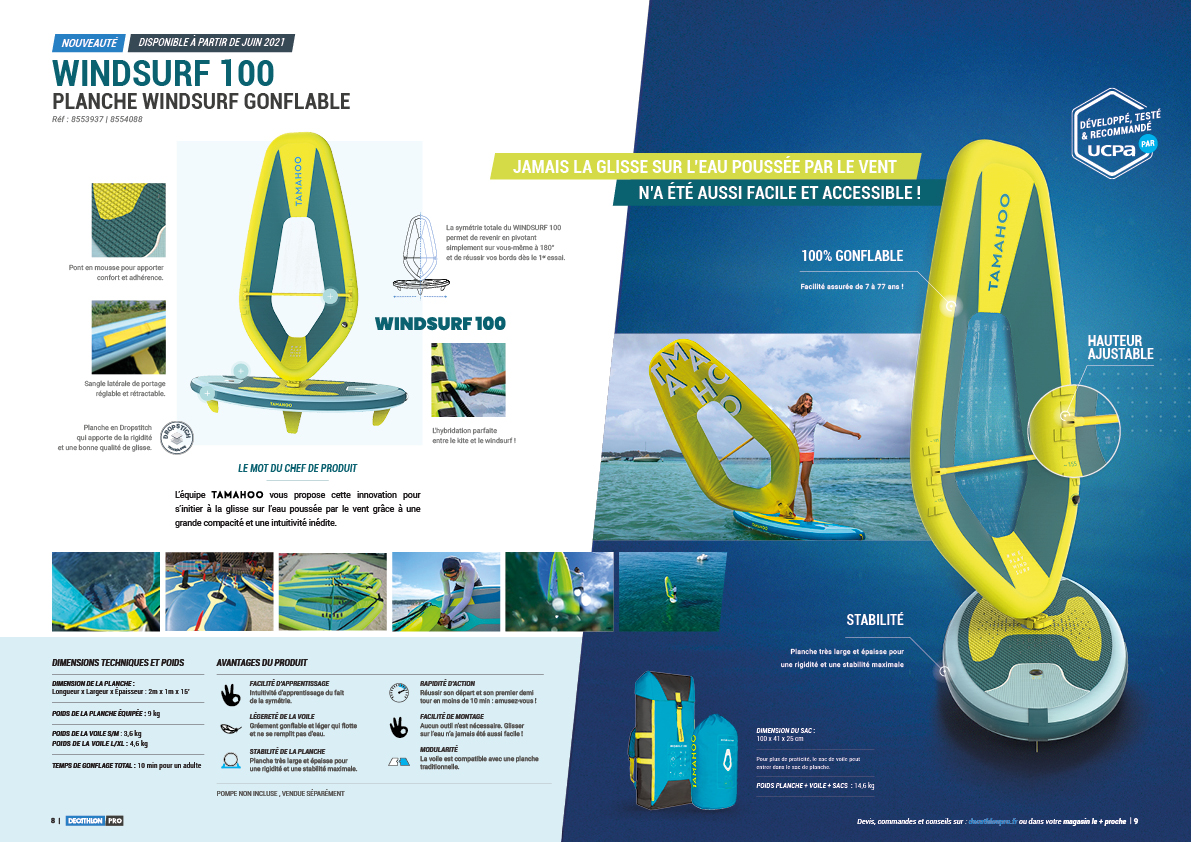 NOUVEAUTÉ
DISPONIBLE À PARTIR DE JUIN 2021
WINDSURF 100
PLANCHE WINDSURF GONFLABLE
Réf : 8553937 | 8554088
TAMAHOO
Pont en mousse pour apporter
confort et adhérence.
Sangle latérale de portage
réglable et rétractable.
Planche en Dropstitch
qui apporte de la rigidité
et une bonne qualité de glisse.
DROPSTITCH
TAMAHOO
La symétrie totale du WINDSURF 100
permet de revenir en pivotant
simplement sur vous-même à 180°
et de réussir vos bords dès le 1er essai.
WINDSURF 100
L'hybridation parfaite
entre le kite et le windsurf !
LE MOT DU CHEF DE PRODUIT
L'équipe TAMAHOO vous propose cette innovation pour
s'initier à la glisse sur l'eau poussée par le vent grâce à une
grande compacité et une intuitivité inédite.
DIMENSIONS TECHNIQUES ET POIDS
DIMENSION DE LA PLANCHE :
Longueur x Largeur x Épaisseur : 2m x 1m x 15"
POIDS DE LA PLANCHE ÉQUIPÉE : 9 kg
POIDS DE LA VOILE S/M : 3,6 kg
POIDS DE LA VOILE L/XL : 4,6 kg
TEMPS DE GONFLAGE TOTAL : 10 min pour un adulte
AVANTAGES DU PRODUIT
FACILITÉ D'APPRENTISSAGE
Intuitivité d'apprentissage du fait
de la symétrie.
LÉGERETÉ DE LA VOILE
Gréement gonflable et léger qui flotte
et ne se remplit pas d'eau.
STABILITÉ DE LA PLANCHE
Planche très large et épaisse pour
une rigidité et une stabilité maximale.
RAPIDITÉ D'ACTION
Réussir son départ et son premier demi
tour en moins de 10 min : amusez-vous !
FACILITÉ DE MONTAGE
Aucun outil n'est nécessaire. Glisser
sur l'eau n'a jamais été aussi facile !
MODULARITÉ
La voile est compatible avec une planche
traditionnelle.
POMPE NON INCLUSE , VENDUE SÉPARÉMENT
8 | DECATHLON PRO
JAMAIS LA GLISSE SUR L'EAU POUSSÉE PAR LE VENT
N'A ÉTÉ AUSSI FACILE ET ACCESSIBLE !
DÉVELOPPÉ, TESTÉ
& RECOMMANDÉ
PAR
UCPA
100% GONFLABLE
Facilité assurée de 7 à 77 ans !
TAMAHOO
HAUTEUR
AJUSTABLE
TAMAHOO
STABILITÉ
Planche très large et épaisse pour
une rigidité et une stabilité maximale
TAMAHOO
DIMENSION DU SAC :
100 x 41 x 25 cm
Pour plus de praticité, le sac de voile peut
entrer dans le sac de planche.
POIDS PLANCHE + VOILE + SACS : 14,6 kg
Devis, commandes et conseils sur : decathlonpro.fr ou dans votre magasin le + proche | 9